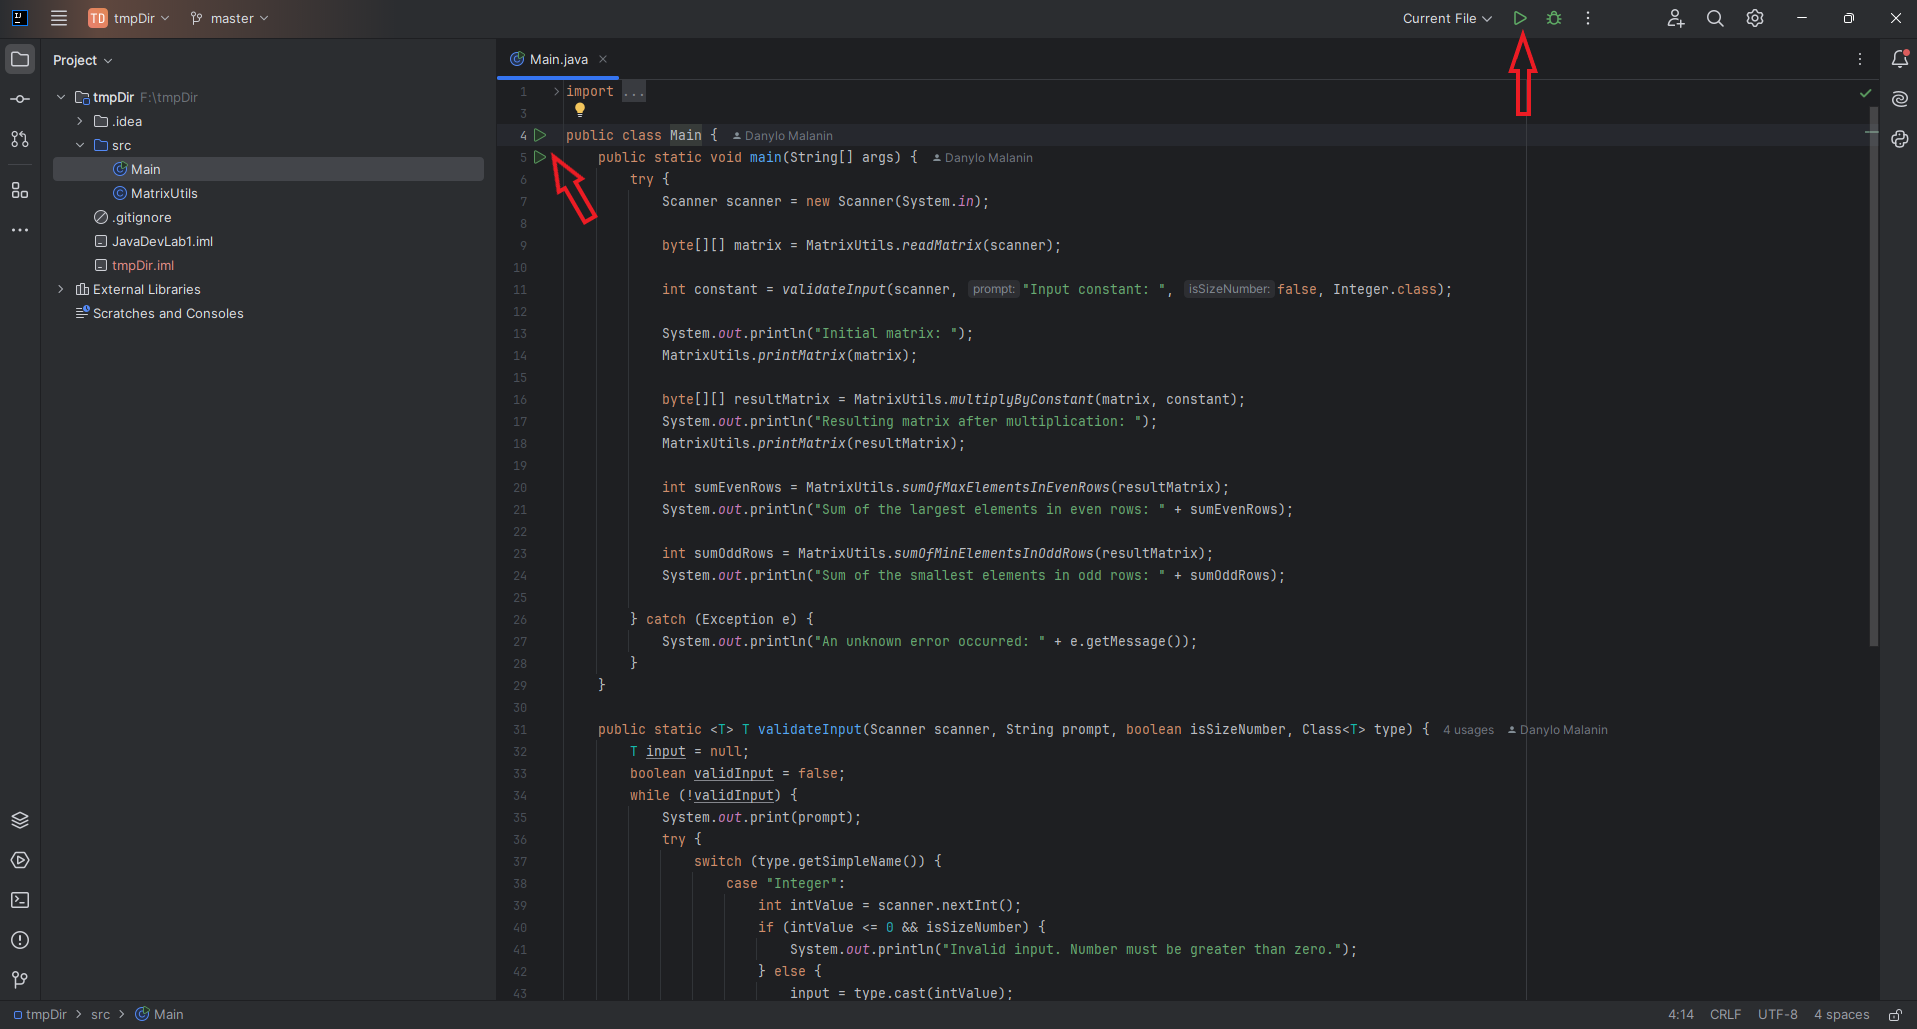 TD tmpDir master Current File
Project
Main.java
tmpDir F:\tmpDir
.idea
src
Main
MatrixUtils
.gitignore
JavaDevLab1.iml
tmpDir.iml
External Libraries
Scratches and Consoles
1 import ...
3
4 public class Main { Danylo Malanin
5 public static void main(String[] args) { Danylo Malanin
6 try {
7 Scanner scanner = new Scanner(System.in);
8
9 byte[][] matrix = MatrixUtils.readMatrix(scanner);
10
11 int constant = validateInput(scanner, prompt: "Input constant: ", isSizeNumber: false, Integer.class);
12
13 System.out.println("Initial matrix: ");
14 MatrixUtils.printMatrix(matrix);
15
16 byte[][] resultMatrix = MatrixUtils.multiplyByConstant(matrix, constant);
17 System.out.println("Resulting matrix after multiplication: ");
18 MatrixUtils.printMatrix(resultMatrix);
19
20 int sumEvenRows = MatrixUtils.sumOfMaxElementsInEvenRows(resultMatrix);
21 System.out.println("Sum of the largest elements in even rows: " + sumEvenRows);
22
23 int sumOddRows = MatrixUtils.sumOfMinElementsInOddRows(resultMatrix);
24 System.out.println("Sum of the smallest elements in odd rows: " + sumOddRows);
25
26 } catch (Exception e) {
27 System.out.println("An unknown error occurred: " + e.getMessage());
28 }
29 }
30
31 public static <T> T validateInput(Scanner scanner, String prompt, boolean isSizeNumber, Class<T> type) { 4 usages Danylo Malanin
32 T input = null;
33 boolean validInput = false;
34 while (!validInput) {
35 System.out.print(prompt);
36 try {
37 switch (type.getSimpleName()) {
38 case "Integer":
39 int intValue = scanner.nextInt();
40 if (intValue <= 0 && isSizeNumber) {
41 System.out.println("Invalid input. Number must be greater than zero.");
42 } else {
43 input = type.cast(intValue);
tmpDir > src > Main 4:14 CRLF UTF-8 4 spaces